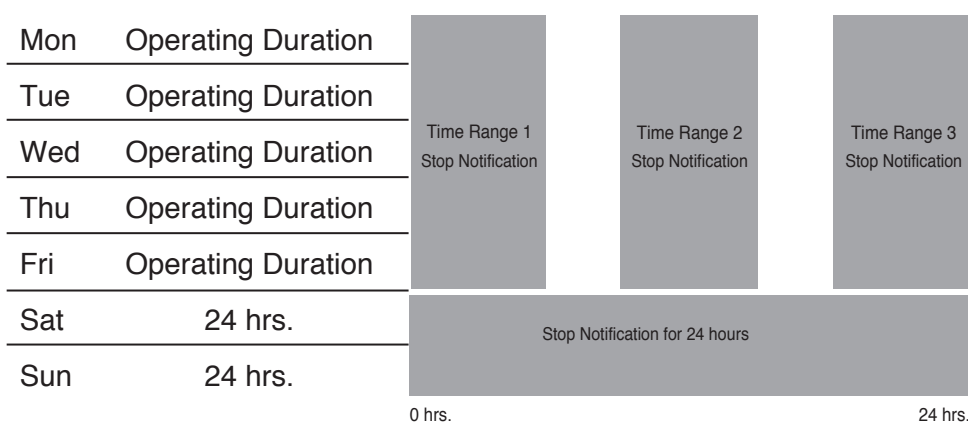 Mon Operating Duration
Tue Operating Duration
Wed Operating Duration
Thu Operating Duration
Fri Operating Duration
Time Range 1
Stop Notification
Time Range 2
Stop Notification
Time Range 3
Stop Notification
Sat 24 hrs.
Sun 24 hrs.
Stop Notification for 24 hours
0 hrs. 24 hrs.